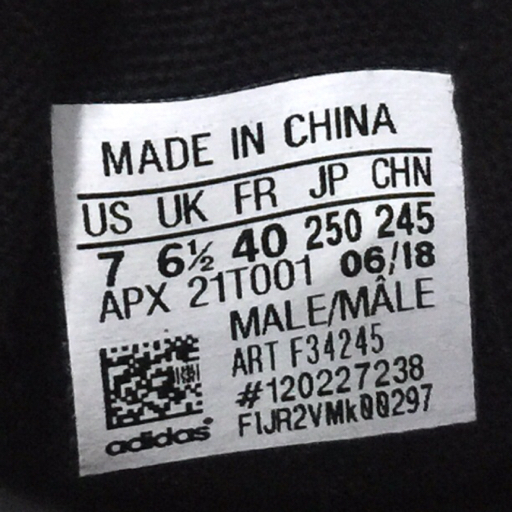 MADE IN CHINA
US UK FR JP CHN
7 6½ 40 250 245
APX 21T001 06/18
MALE/MÂLE
ART F34245
#120227238
FIJR2VMk00297
adidas®